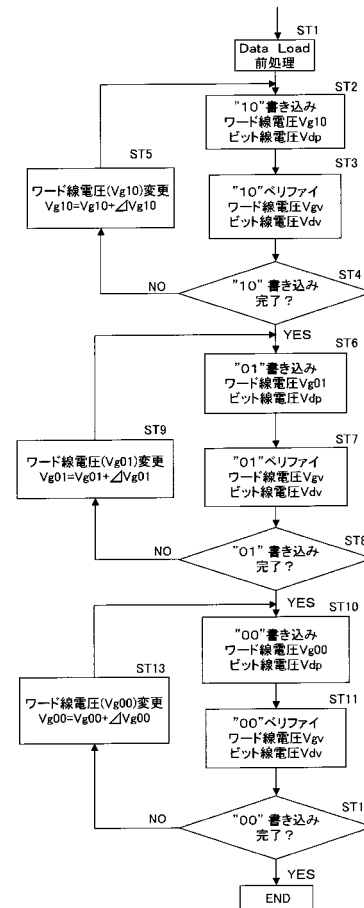 ST1
Data Load
前処理
ST2
"10"書き込み
ワード線電圧Vg10
ビット線電圧Vdp
ST5
ワード線電圧(Vg10)変更
Vg10=Vg10+⊿Vg10
ST3
"10"ベリファイ
ワード線電圧Vgv
ビット線電圧Vdv
ST4
"10" 書き込み
完了?
NO
YES
ST6
"01"書き込み
ワード線電圧Vg01
ビット線電圧Vdp
ST9
ワード線電圧(Vg01)変更
Vg01=Vg01+⊿Vg01
ST7
"01"ベリファイ
ワード線電圧Vgv
ビット線電圧Vdv
ST8
"01" 書き込み
完了?
NO
YES
ST10
"00"書き込み
ワード線電圧Vg00
ビット線電圧Vdp
ST13
ワード線電圧(Vg00)変更
Vg00=Vg00+⊿Vg00
ST11
"00"ベリファイ
ワード線電圧Vgv
ビット線電圧Vdv
ST1
"00" 書き込み
完了?
NO
YES
END